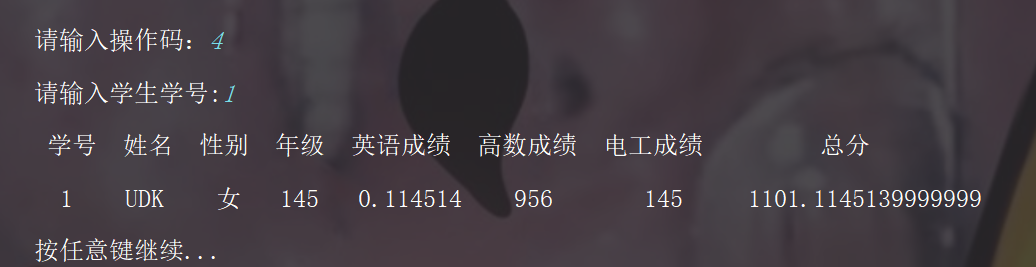 请输入操作码：4
请输入学生学号:1
学号 姓名 性别 年级 英语成绩 高数成绩 电工成绩 总分
1 UDK 女 145 0.114514 956 145 1101.1145139999999
按任意键继续...